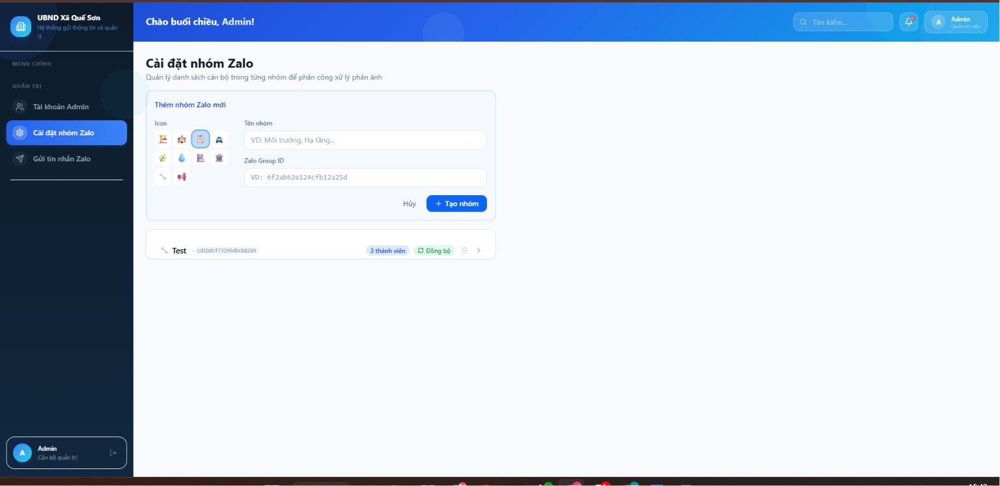 UBND Xã Quế Sơn
Hệ thống gửi thông tin và quản
lý
MENU CHÍNH
QUẢN TRỊ
Tài khoản Admin
Cài đặt nhóm Zalo
Gửi tin nhắn Zalo
A
Admin
Cán bộ quản trị
Chào buổi chiều, Admin!
Tìm kiếm...
A
Admin
Quản trị viên
Cài đặt nhóm Zalo
Quản lý danh sách cán bộ trong từng nhóm để phân công xử lý phản ánh
Thêm nhóm Zalo mới
Icon
Tên nhóm
VD: Môi trường, Hạ tầng...
Zalo Group ID
VD: 6f2ab62e124cfb12a25d
Hủy
+ Tạo nhóm
Test · cd1bdcf73295dbcb8284
3 thành viên
Đồng bộ